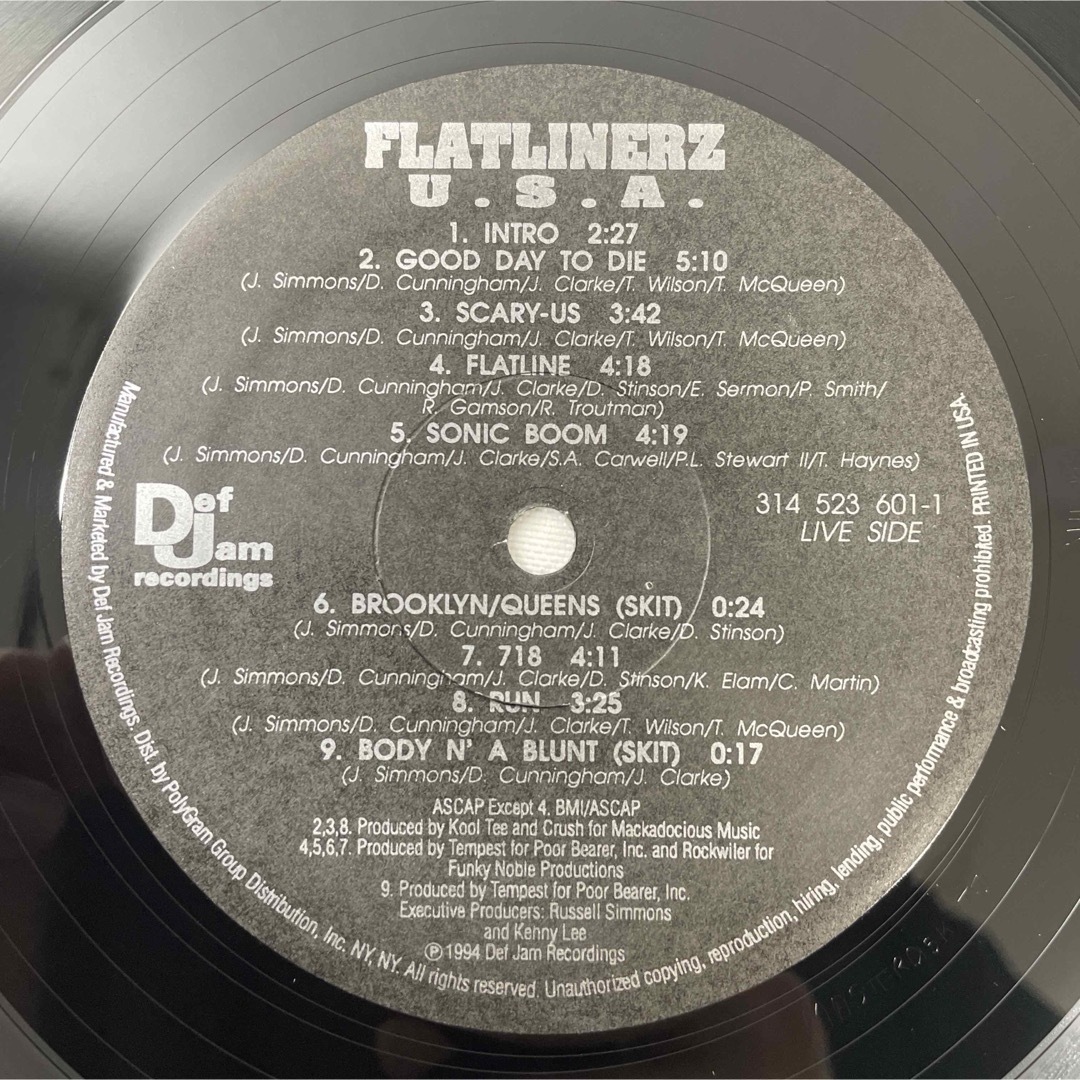 FLATLINERZ
U.S.A.
1. INTRO 2:27
2. GOOD DAY TO DIE 5:10
(J. Simmons/D. Cunningham/J. Clarke/T. Wilson/T. McQueen)
3. SCARY-US 3:42
(J. Simmons/D. Cunningham/J. Clarke/T. Wilson/T. McQueen)
4. FLATLINE 4:18
(J. Simmons/D. Cunningham/J. Clarke/D. Stinson/E. Sermon/P. Smith/
R. Gamson/R. Troutman)
5. SONIC BOOM 4:19
(J. Simmons/D. Cunningham/J. Clarke/S.A. Carwell/P.L. Stewart II/T. Haynes)
Def
Jam
recordings
314 523 601-1
LIVE SIDE
6. BROOKLYN/QUEENS (SKIT) 0:24
(J. Simmons/D. Cunningham/J. Clarke/D. Stinson)
7. 718 4:11
(J. Simmons/D. Cunningham/J. Clarke/D. Stinson/K. Elam/C. Martin)
8. RUN 3:25
(J. Simmons/D. Cunningham/J. Clarke/T. Wilson/T. McQueen)
9. BODY N' A BLUNT (SKIT) 0:17
(J. Simmons/D. Cunningham/J. Clarke)
ASCAP Except 4. BMI/ASCAP
2,3,8. Produced by Kool Tee and Crush for Mackadocious Music
4,5,6,7. Produced by Tempest for Poor Bearer, Inc. and Rockwiler for
Funky Noble Productions
9. Produced by Tempest for Poor Bearer, Inc.
Executive Producers: Russell Simmons
and Kenny Lee
℗ 1994 Def Jam Recordings
Manufactured & Marketed by Def Jam Recordings. Dist. by PolyGram Group Distribution, Inc. NY, NY. All rights reserved. Unauthorized copying, reproduction, hiring, lending, public performance & broadcasting prohibited. PRINTED IN USA.